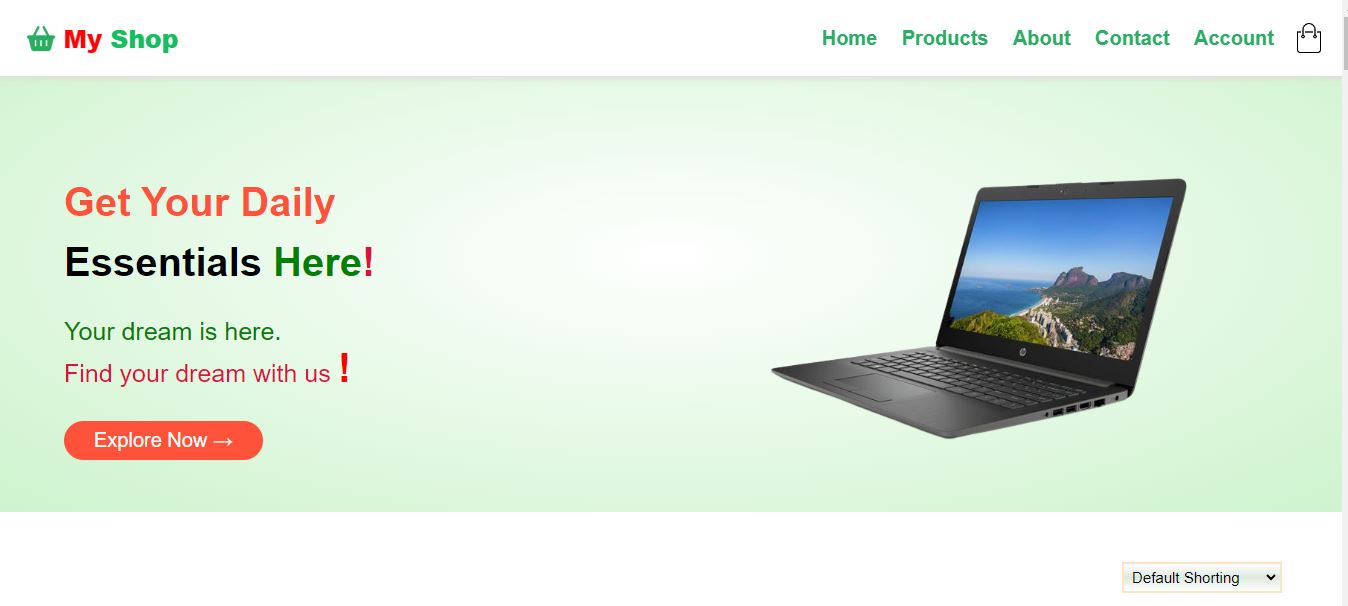 My Shop
Home Products About Contact Account
Get Your Daily
Essentials Here!
Your dream is here.
Find your dream with us !
Explore Now →
hp
Default Shorting